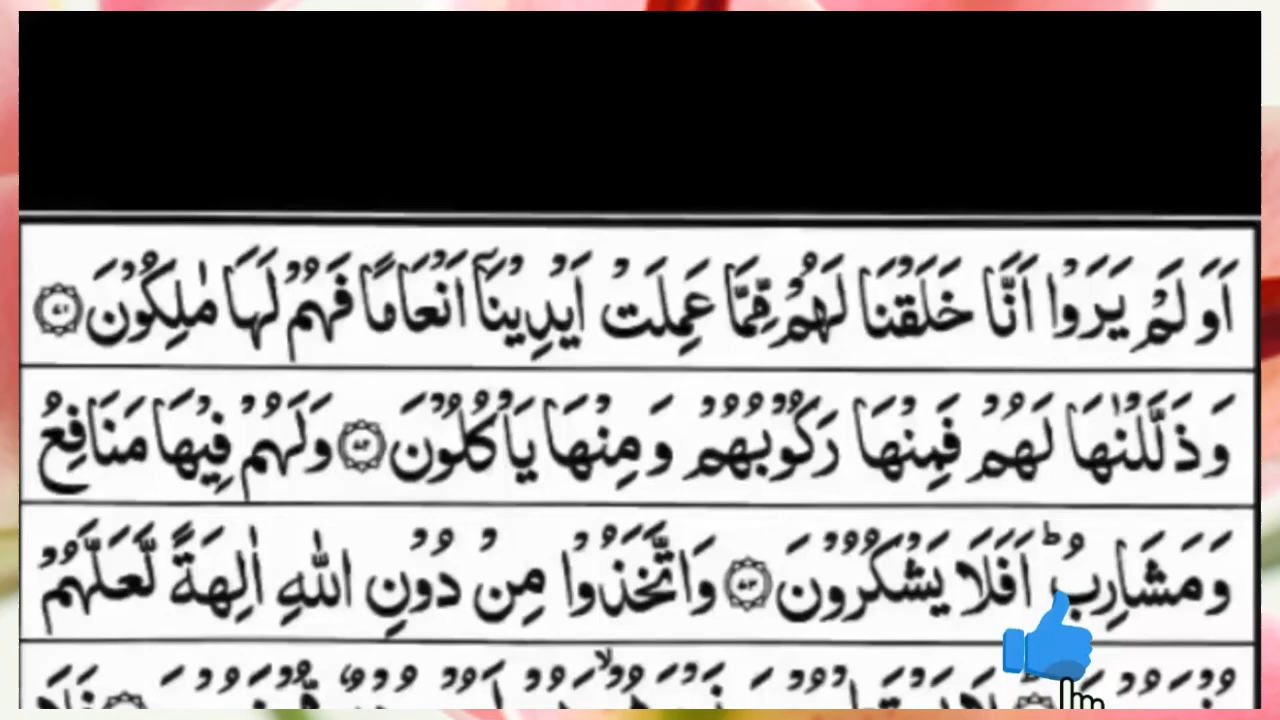 اَوَ لَمۡ يَرَوۡا اَنَّا خَلَقۡنَا لَهُمۡ مِّمَّا عَمِلَتۡ اَيۡدِيۡنَاۤ اَنۡعَامًا فَهُمۡ لَهَا مٰلِكُوۡنَ
وَ ذَلَّلۡنٰهَا لَهُمۡ فَمِنۡهَا رَكُوۡبُهُمۡ وَ مِنۡهَا يَاۡكُلُوۡنَ وَلَهُمۡ فِيۡهَا مَنَافِعُ
وَ مَشَارِبُؕ اَفَلَا يَشۡكُرُوۡنَ وَاتَّخَذُوۡا مِنۡ دُوۡنِ اللّٰهِ اٰلِهَةً لَّعَلَّهُمۡ